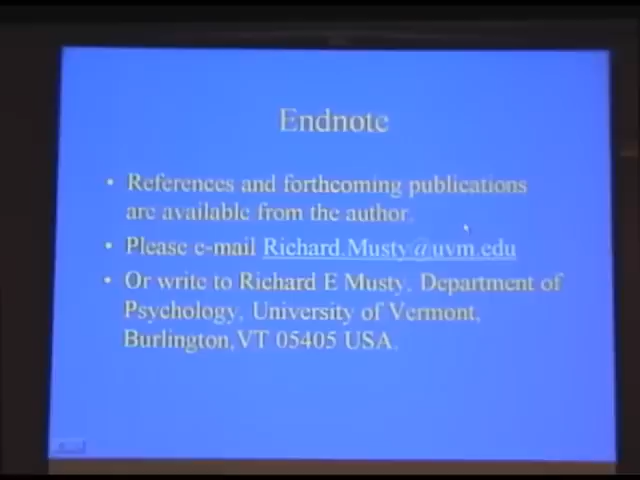 Endnote
• References and forthcoming publications
are available from the author.
• Please e-mail Richard.Musty@uvm.edu
• Or write to Richard E Musty, Department of
Psychology, University of Vermont,
Burlington,VT 05405 USA.